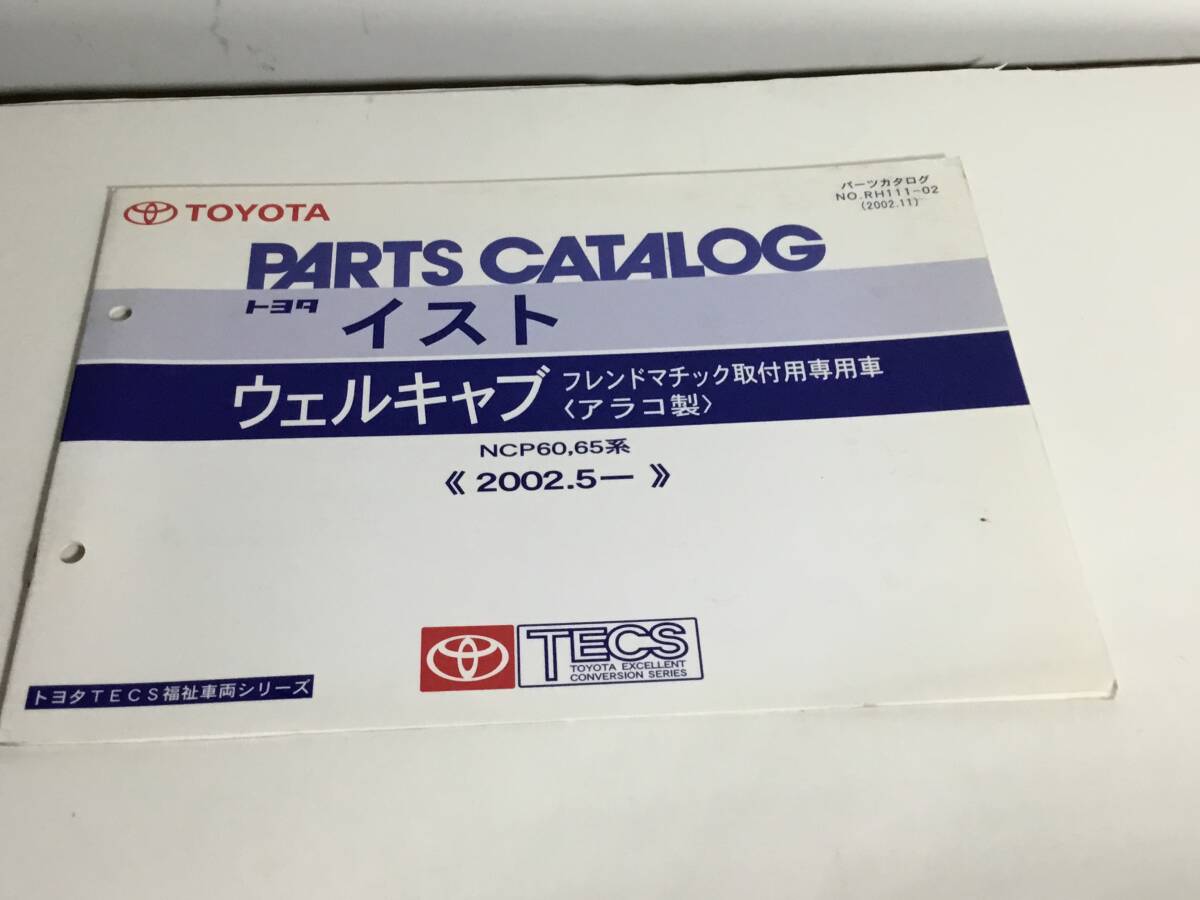 TOYOTA
パーツカタログ
NO.RH111-02
(2002.11)
PARTS CATALOG
トヨタ イスト
ウェルキャブ フレンドマチック取付用専用車
〈アラコ製〉
NCP60,65系
《 2002.5ー 》
TECS
TOYOTA EXCELLENT
CONVERSION SERIES
トヨタTECS福祉車両シリーズ